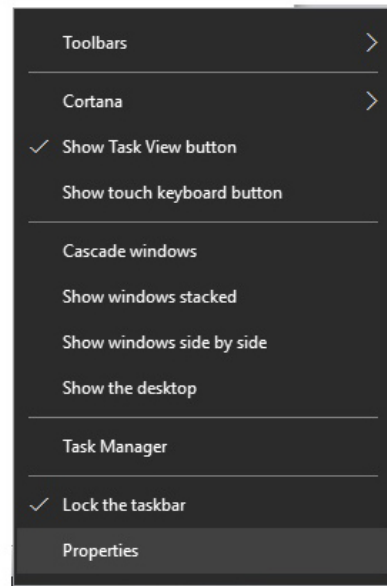 Toolbars
Cortana
Show Task View button
Show touch keyboard button
Cascade windows
Show windows stacked
Show windows side by side
Show the desktop
Task Manager
Lock the taskbar
Properties